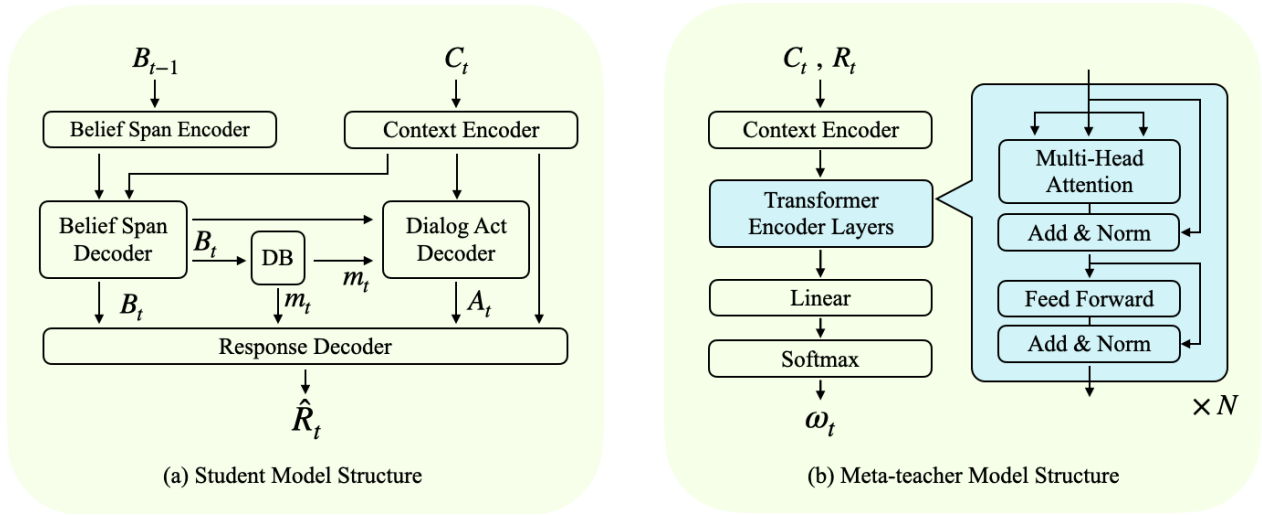 B_{t-1}
C_t
Belief Span Encoder
Context Encoder
Belief Span
Decoder
B_t
DB
m_t
Dialog Act
Decoder
B_t
m_t
A_t
Response Decoder
\hat{R}_t
(a) Student Model Structure
C_t , R_t
Context Encoder
Transformer
Encoder Layers
Linear
Softmax
ω_t
Multi-Head
Attention
Add & Norm
Feed Forward
Add & Norm
× N
(b) Meta-teacher Model Structure